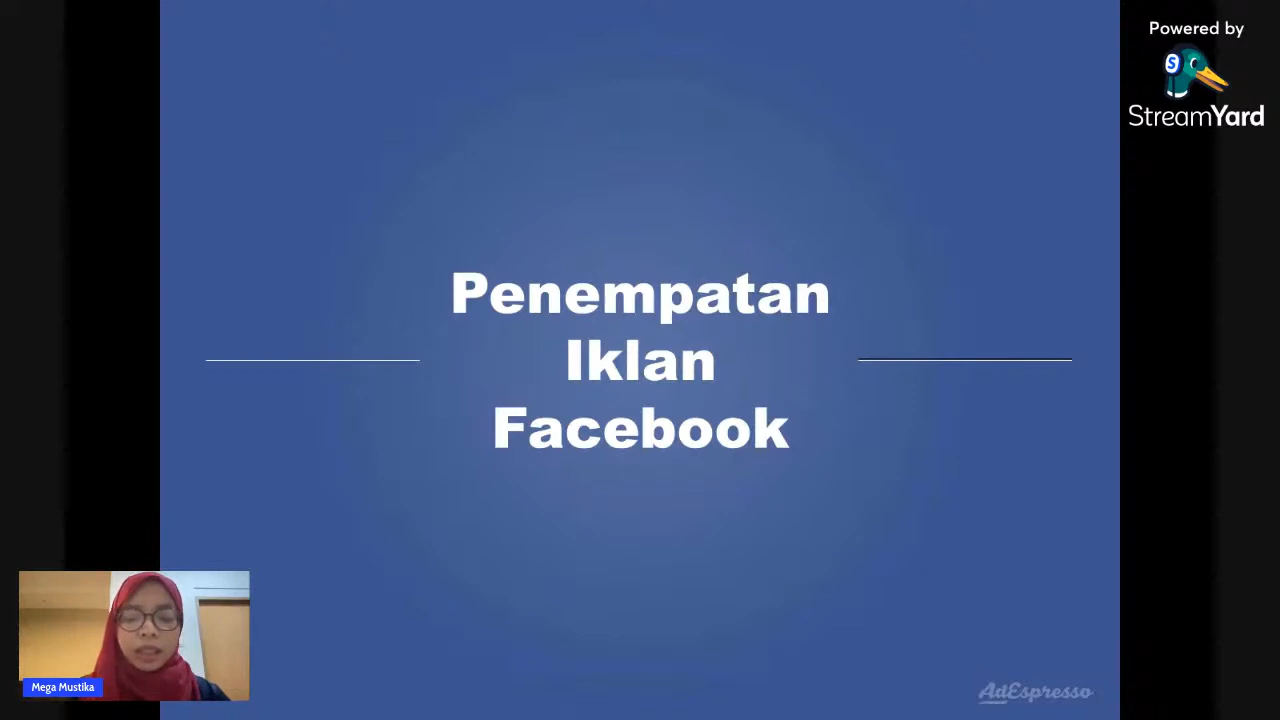 Powered by
S
StreamYard
Penempatan
Iklan
Facebook
Mega Mustika
AdEspresso